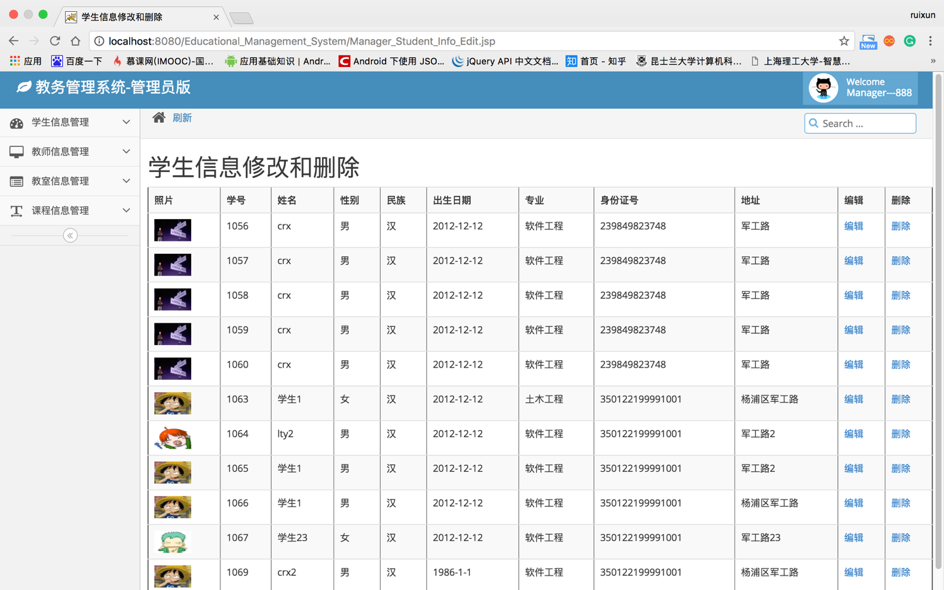 学生信息修改和删除
ruixun
localhost:8080/Educational_Management_System/Manager_Student_Info_Edit.jsp
New
应用 百度一下 慕课网(IMOOC)-国... 应用基础知识 | Andr... Android 下使用 JSO... jQuery API 中文文档... 知 首页 - 知乎 昆士兰大学计算机科... 上海理工大学-智慧... »
教务管理系统-管理员版
Welcome
Manager---888
学生信息管理
教师信息管理
教室信息管理
课程信息管理
刷新
Search ...
学生信息修改和删除
照片 学号 姓名 性别 民族 出生日期 专业 身份证号 地址 编辑 删除
1056 crx 男 汉 2012-12-12 软件工程 239849823748 军工路 编辑 删除
1057 crx 男 汉 2012-12-12 软件工程 239849823748 军工路 编辑 删除
1058 crx 男 汉 2012-12-12 软件工程 239849823748 军工路 编辑 删除
1059 crx 男 汉 2012-12-12 软件工程 239849823748 军工路 编辑 删除
1060 crx 男 汉 2012-12-12 软件工程 239849823748 军工路 编辑 删除
1063 学生1 女 汉 2012-12-12 土木工程 350122199991001 杨浦区军工路 编辑 删除
1064 lty2 男 汉 2012-12-12 软件工程 350122199991001 军工路2 编辑 删除
1065 学生1 男 汉 2012-12-12 软件工程 350122199991001 军工路2 编辑 删除
1066 学生1 男 汉 2012-12-12 软件工程 350122199991001 杨浦区军工路 编辑 删除
1067 学生23 女 汉 2012-12-12 软件工程 350122199991001 军工路23 编辑 删除
1069 crx2 男 汉 1986-1-1 软件工程 350122199991001 杨浦区军工路 编辑 删除